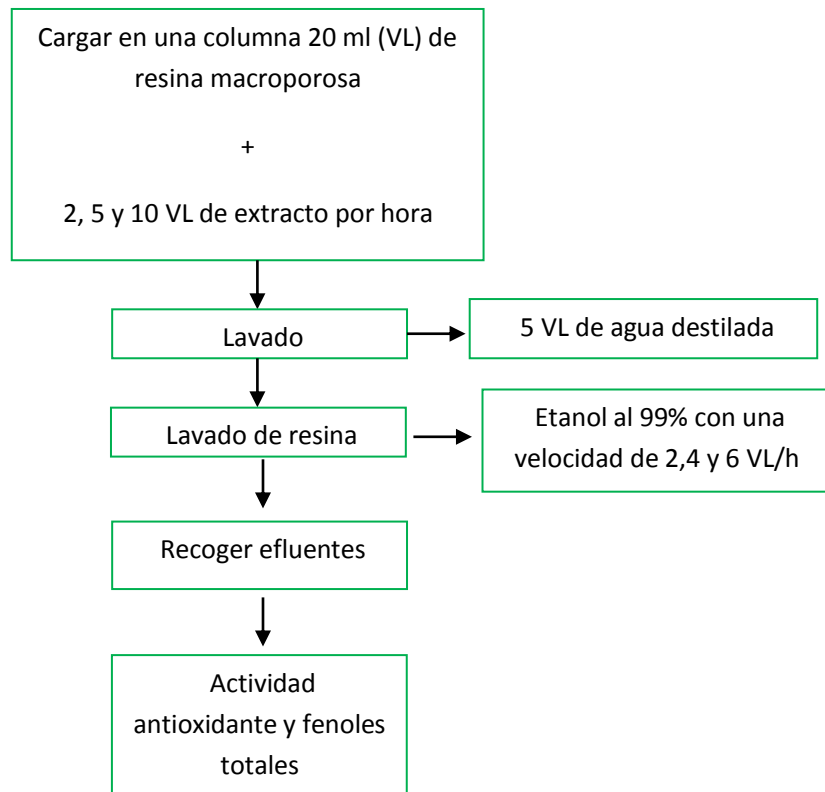 Cargar en una columna 20 ml (VL) de
resina macroporosa
+
2, 5 y 10 VL de extracto por hora
Lavado
5 VL de agua destilada
Lavado de resina
Etanol al 99% con una
velocidad de 2,4 y 6 VL/h
Recoger efluentes
Actividad
antioxidante y fenoles
totales